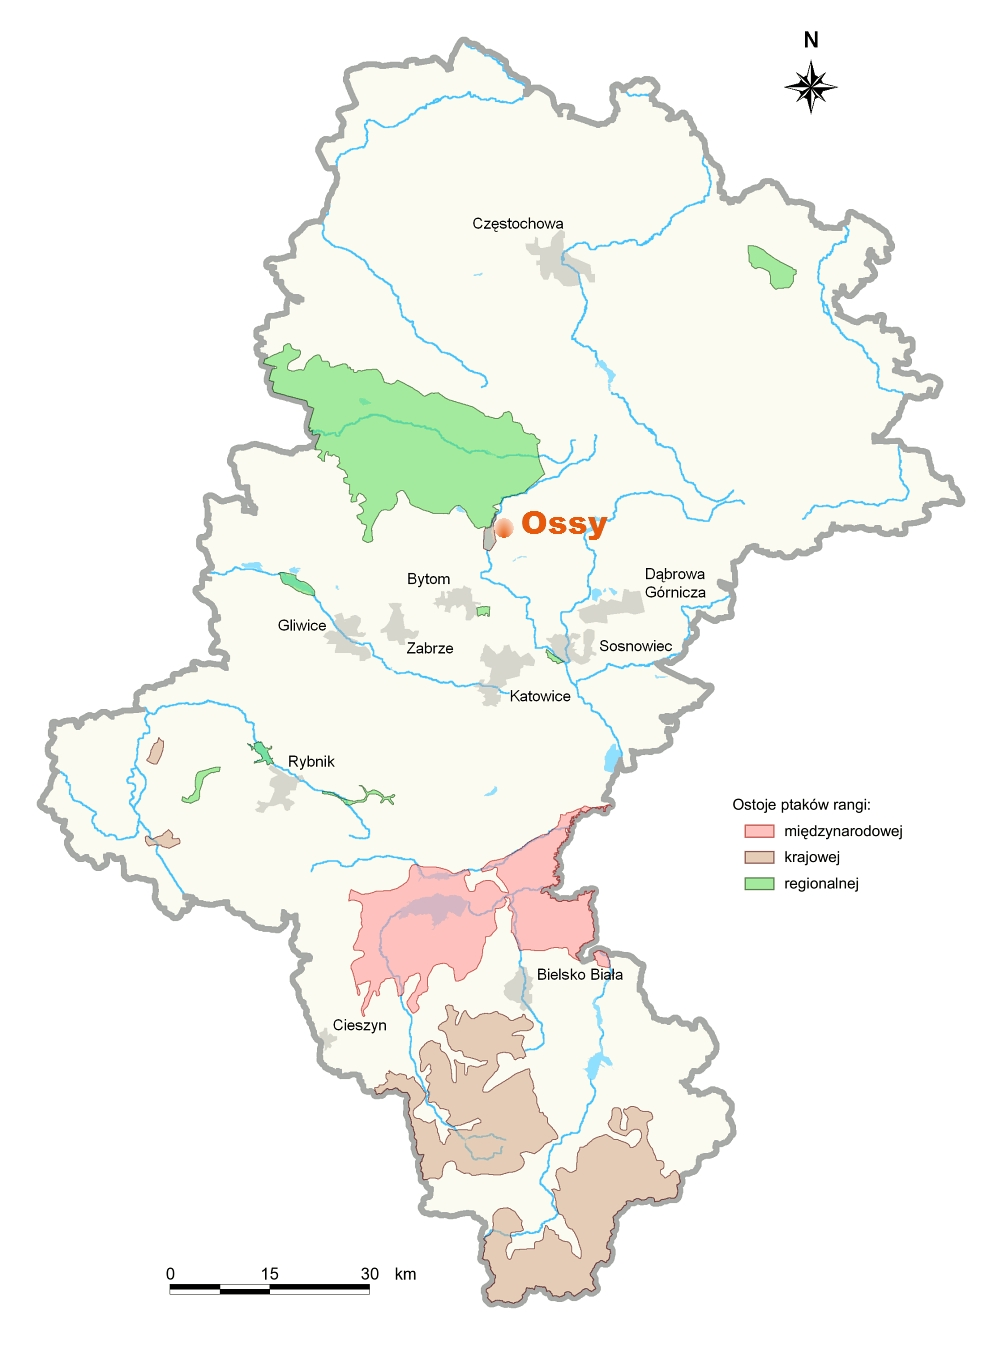 N
Częstochowa
Ossy
Bytom
Dąbrowa
Górnicza
Gliwice
Zabrze
Sosnowiec
Katowice
Rybnik
Ostoje ptaków rangi:
międzynarodowej
krajowej
regionalnej
Bielsko Biała
Cieszyn
0 15 30 km